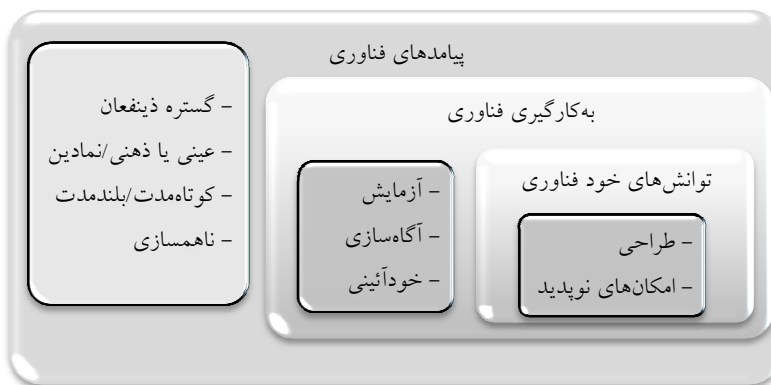 پیامدهای فناوری
به‌کارگیری فناوری
توانش‌های خود فناوری
- طراحی
- امکان‌های نوپدید
- آزمایش
- آگاه‌سازی
- خودآئینی
- گستره ذینفعان
- عینی یا ذهنی/نمادین
- کوتاه‌مدت/بلندمدت
- ناهمسازی